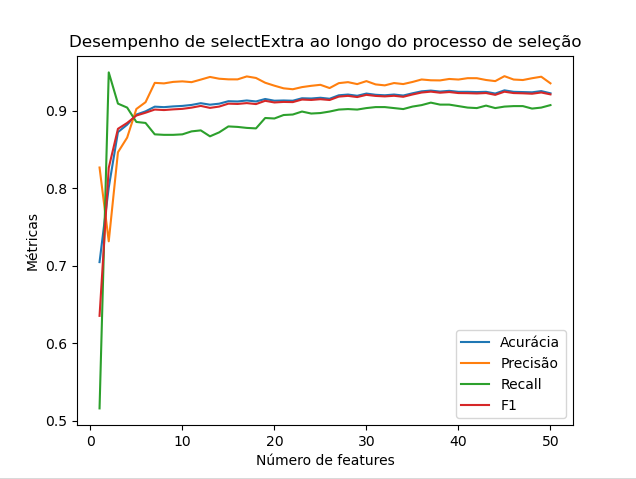 Desempenho de selectExtra ao longo do processo de seleção
0.9
0.8
0.7
0.6
0.5
Métricas
0 10 20 30 40 50
Número de features
Acurácia
Precisão
Recall
F1